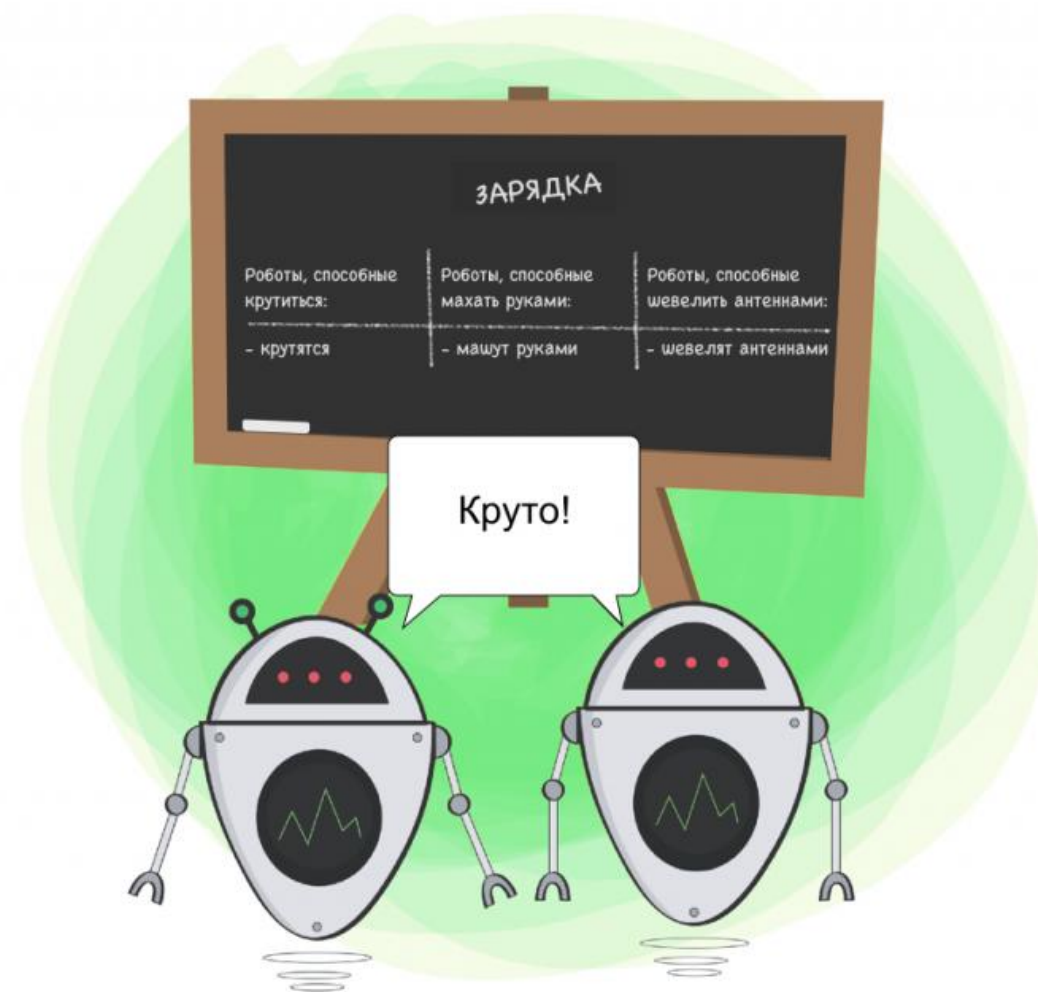 ЗАРЯДКА
Роботы, способные
крутиться:
- крутятся
Роботы, способные
махать руками:
- машут руками
Роботы, способные
шевелить антеннами:
- шевелят антеннами
Круто!